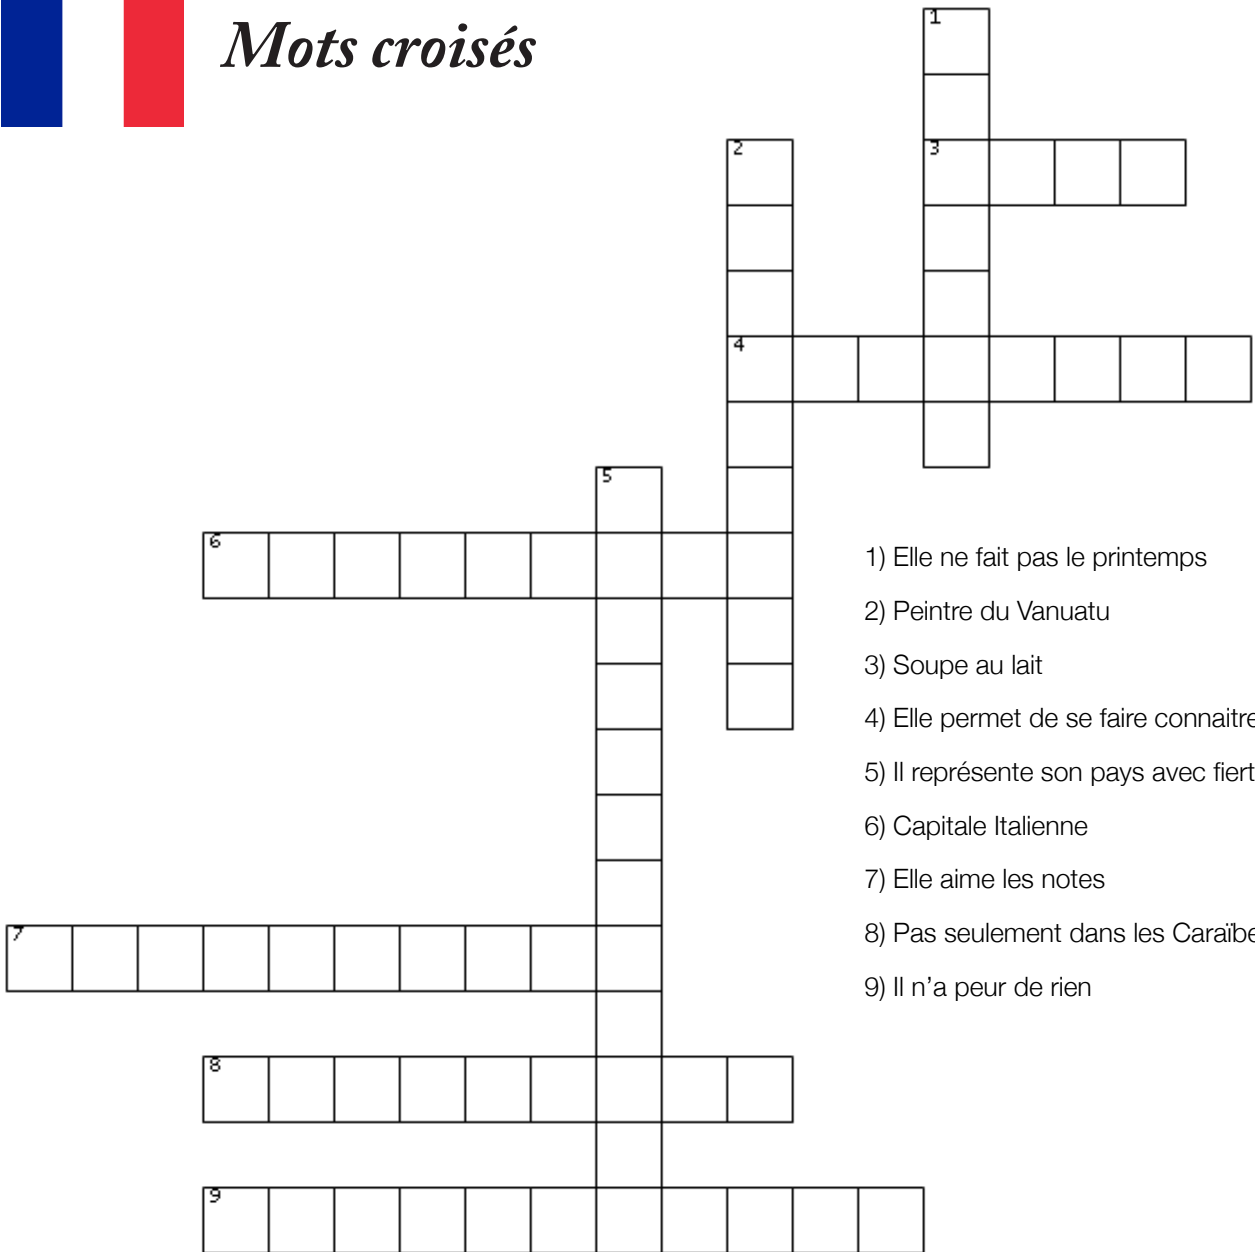 Mots croisés
1
2
3
4
5
6
7
8
9
1) Elle ne fait pas le printemps
2) Peintre du Vanuatu
3) Soupe au lait
4) Elle permet de se faire connaitre
5) Il représente son pays avec fiert
6) Capitale Italienne
7) Elle aime les notes
8) Pas seulement dans les Caraïbe
9) Il n’a peur de rien